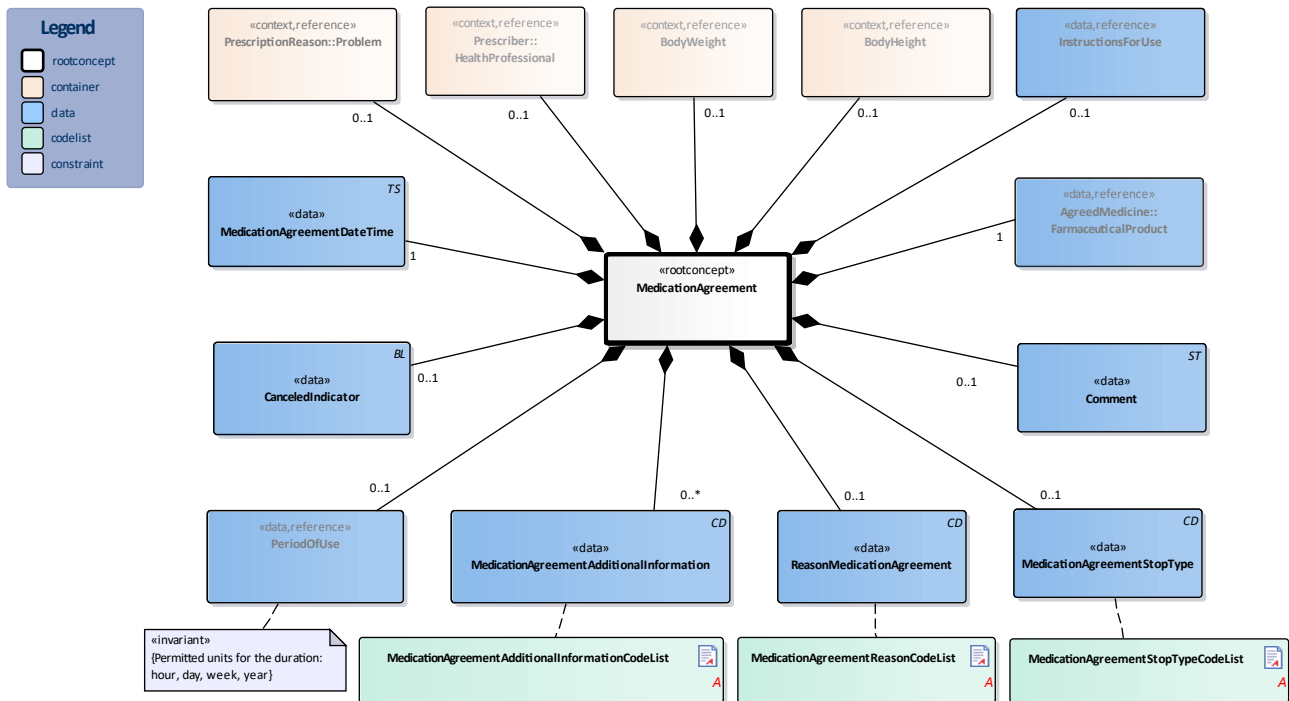 Legend
rootconcept
container
data
codelist
constraint
«context,reference»
PrescriptionReason::Problem
0..1
«context,reference»
Prescriber::
HealthProfessional
0..1
«context,reference»
BodyWeight
0..1
«context,reference»
BodyHeight
0..1
«data,reference»
InstructionsForUse
0..1
TS
«data»
MedicationAgreementDateTime
1
«data,reference»
AgreedMedicine::
FarmaceuticalProduct
1
«rootconcept»
MedicationAgreement
BL
«data»
CanceledIndicator
0..1
ST
«data»
Comment
0..1
0..1
«data,reference»
PeriodOfUse
0..*
CD
«data»
MedicationAgreementAdditionalInformation
0..1
CD
«data»
ReasonMedicationAgreement
0..1
CD
«data»
MedicationAgreementStopType
«invariant»
{Permitted units for the duration:
hour, day, week, year}
MedicationAgreementAdditionalInformationCodeList
A
MedicationAgreementReasonCodeList
A
MedicationAgreementStopTypeCodeList
A